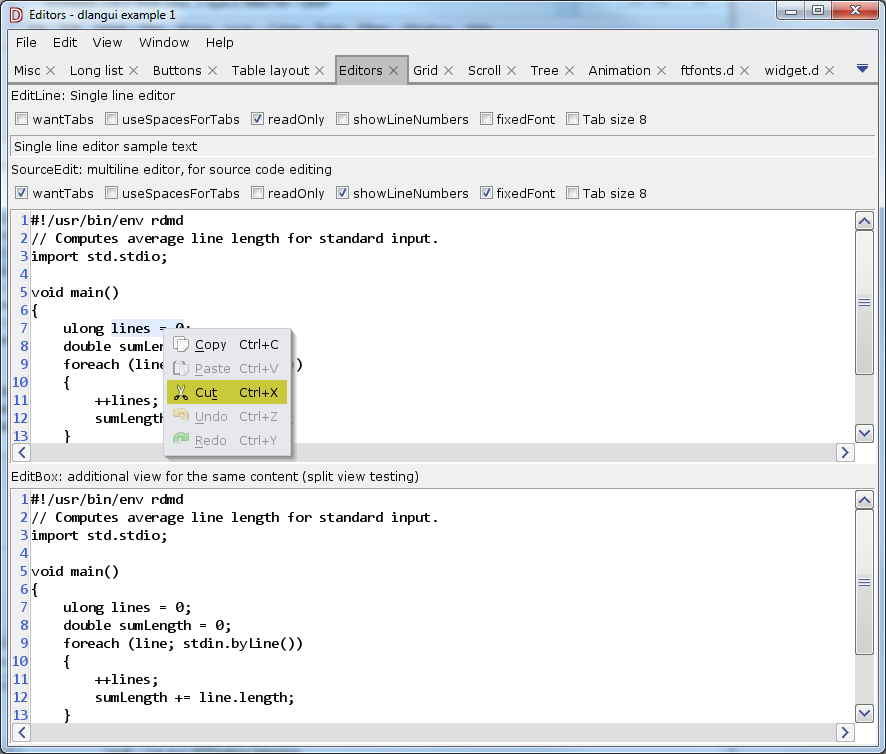 Editors - dlangui example 1
File Edit View Window Help
Misc Long list Buttons Table layout Editors Grid Scroll Tree Animation ftfonts.d widget.d
EditLine: Single line editor
wantTabs useSpacesForTabs readOnly showLineNumbers fixedFont Tab size 8
Single line editor sample text
SourceEdit: multiline editor, for source code editing
wantTabs useSpacesForTabs readOnly showLineNumbers fixedFont Tab size 8
1 #!/usr/bin/env rdmd
2 // Computes average line length for standard input.
3 import std.stdio;
4
5 void main()
6 {
7 ulong lines = 0;
8 double sumLen
9 foreach (line ))
10 {
11 ++lines;
12 sumLength
13 }
Copy Ctrl+C
Paste Ctrl+V
Cut Ctrl+X
Undo Ctrl+Z
Redo Ctrl+Y
EditBox: additional view for the same content (split view testing)
1 #!/usr/bin/env rdmd
2 // Computes average line length for standard input.
3 import std.stdio;
4
5 void main()
6 {
7 ulong lines = 0;
8 double sumLength = 0;
9 foreach (line; stdin.byLine())
10 {
11 ++lines;
12 sumLength += line.length;
13 }